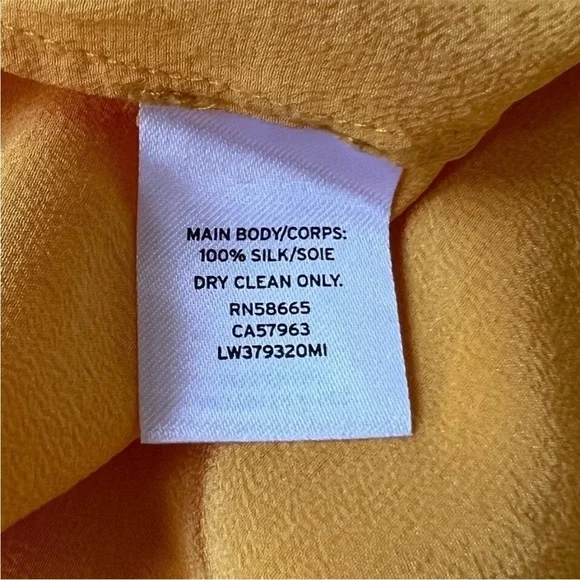 MAIN BODY/CORPS:
100% SILK/SOIE
DRY CLEAN ONLY.
RN58665
CA57963
LW379320MI